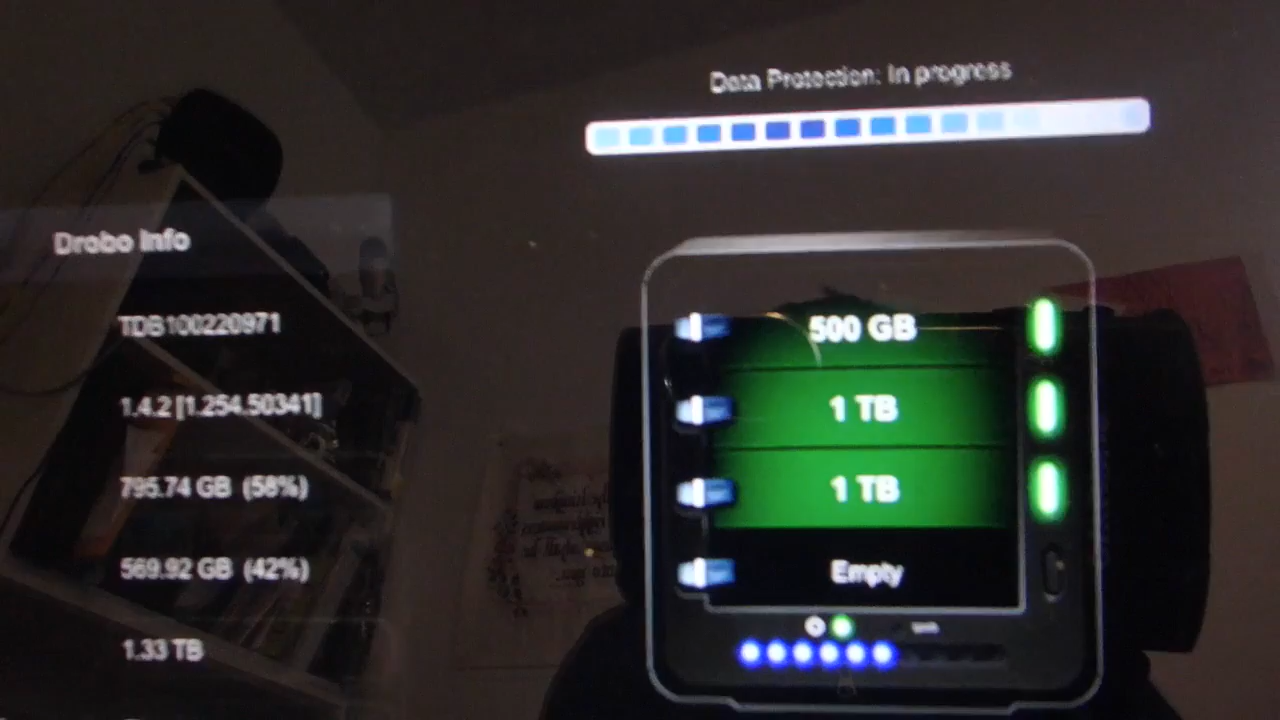 Data Protection: In progress
Drobo Info
TDB100220971
1.4.2 [1.254.50341]
795.74 GB (58%)
569.92 GB (42%)
1.33 TB
500 GB
1 TB
1 TB
Empty